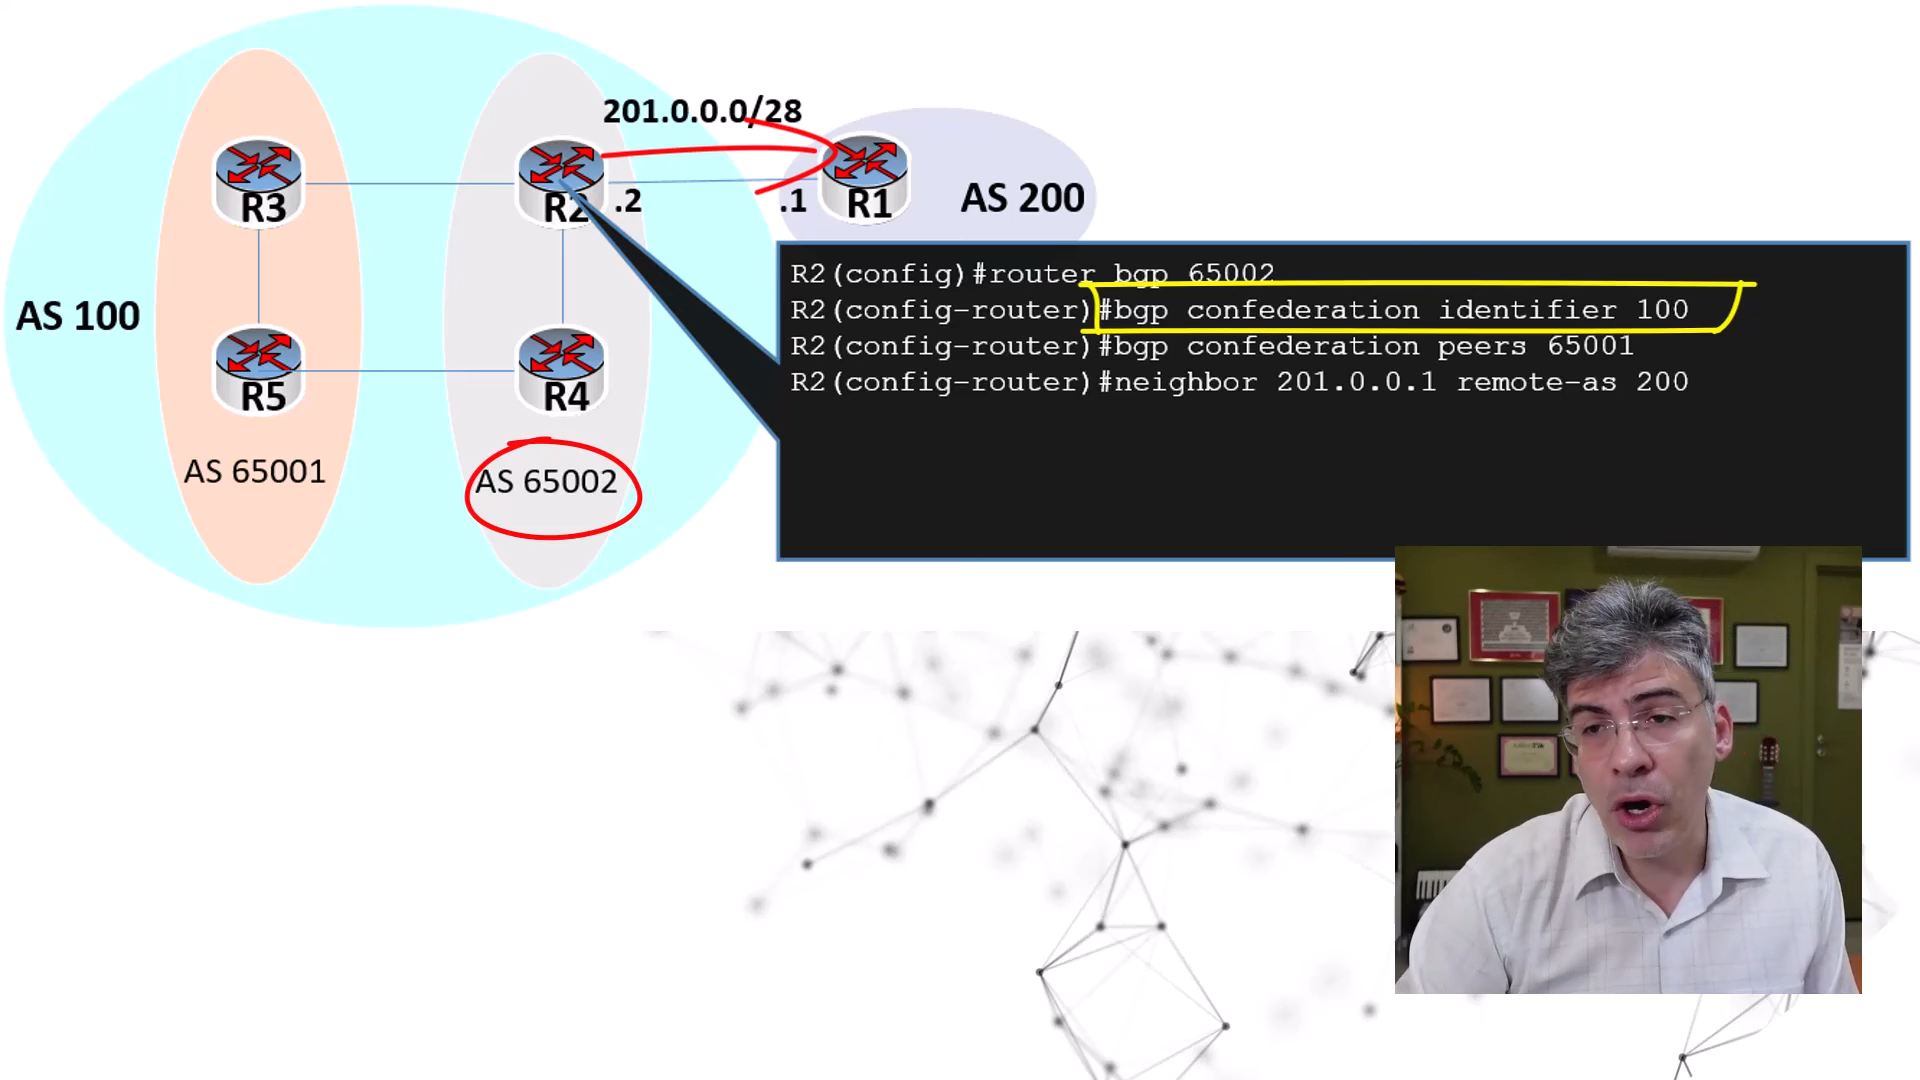 201.0.0.0/28
R3
R2
.2
.1
R1
AS 200
AS 100
R5
R4
AS 65001
AS 65002
R2(config)#router bgp 65002
R2(config-router)#bgp confederation identifier 100
R2(config-router)#bgp confederation peers 65001
R2(config-router)#neighbor 201.0.0.1 remote-as 200